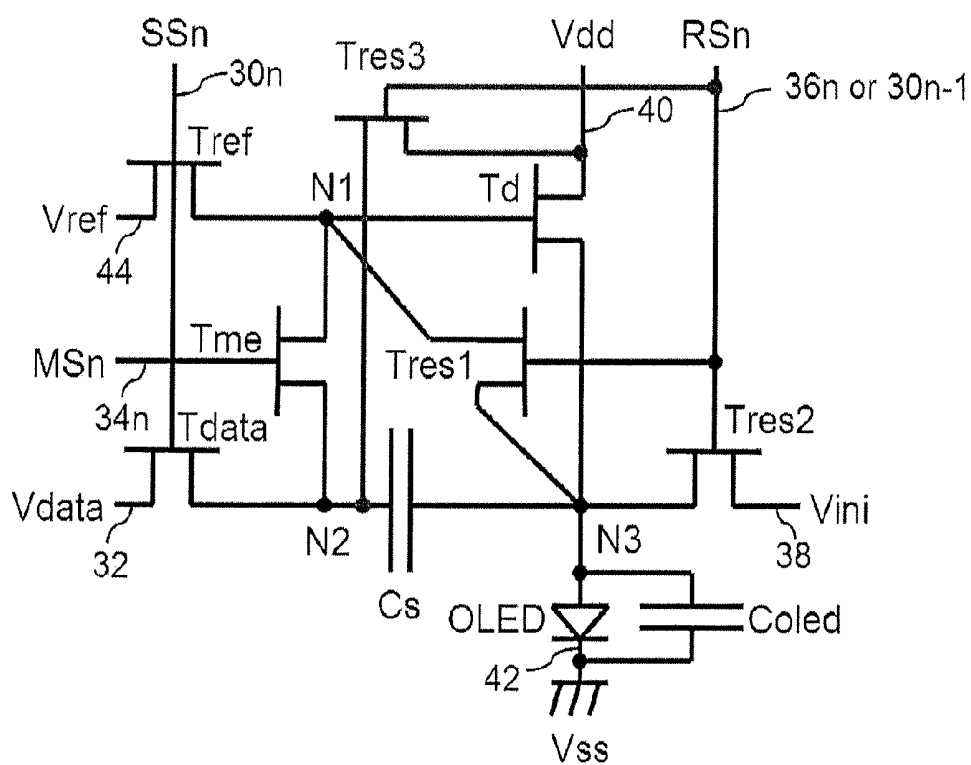 SSn
Vdd
RSn
Tres3
30n
36n or 30n-1
40
Tref
N1
Td
Vref
44
Tme
MSn
Tres1
34n
Tdata
Tres2
Vdata
N2
N3
Vini
32
38
Cs
OLED
Coled
42
Vss